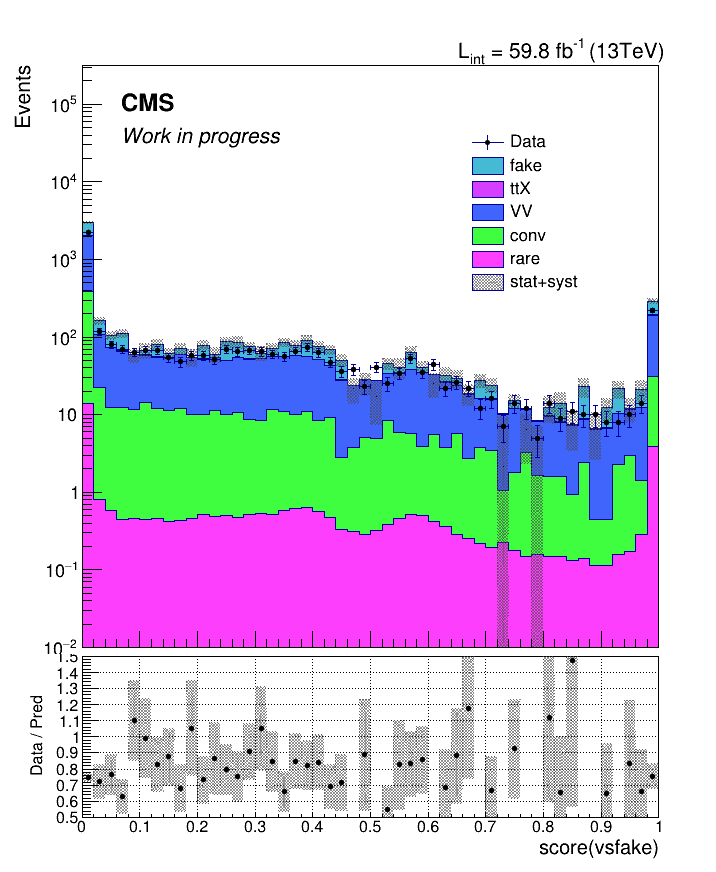 L_int = 59.8 fb^-1 (13TeV)
Events
CMS
Work in progress
Data
fake
ttX
VV
conv
rare
stat+syst
10^5
10^4
10^3
10^2
10
1
10^−1
10^−2
Data / Pred
1.5
1.4
1.3
1.2
1.1
1
0.9
0.8
0.7
0.6
0.5
0 0.1 0.2 0.3 0.4 0.5 0.6 0.7 0.8 0.9 1
score(vsfake)